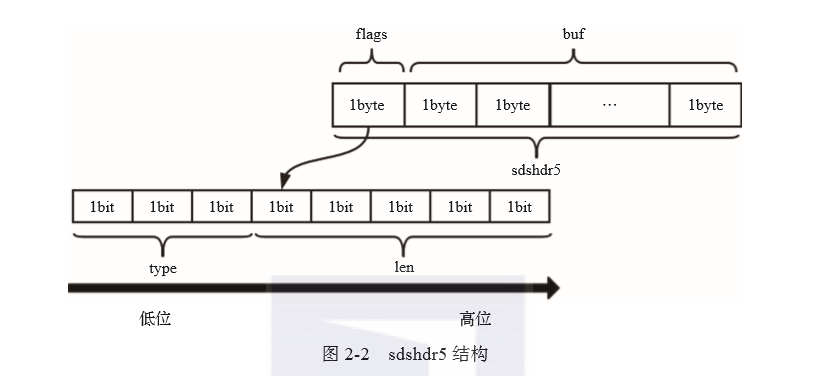 flags buf
1byte 1byte 1byte … 1byte
sdshdr5
1bit 1bit 1bit 1bit 1bit 1bit 1bit 1bit
type len
低位 高位
图 2-2 sdshdr5 结构